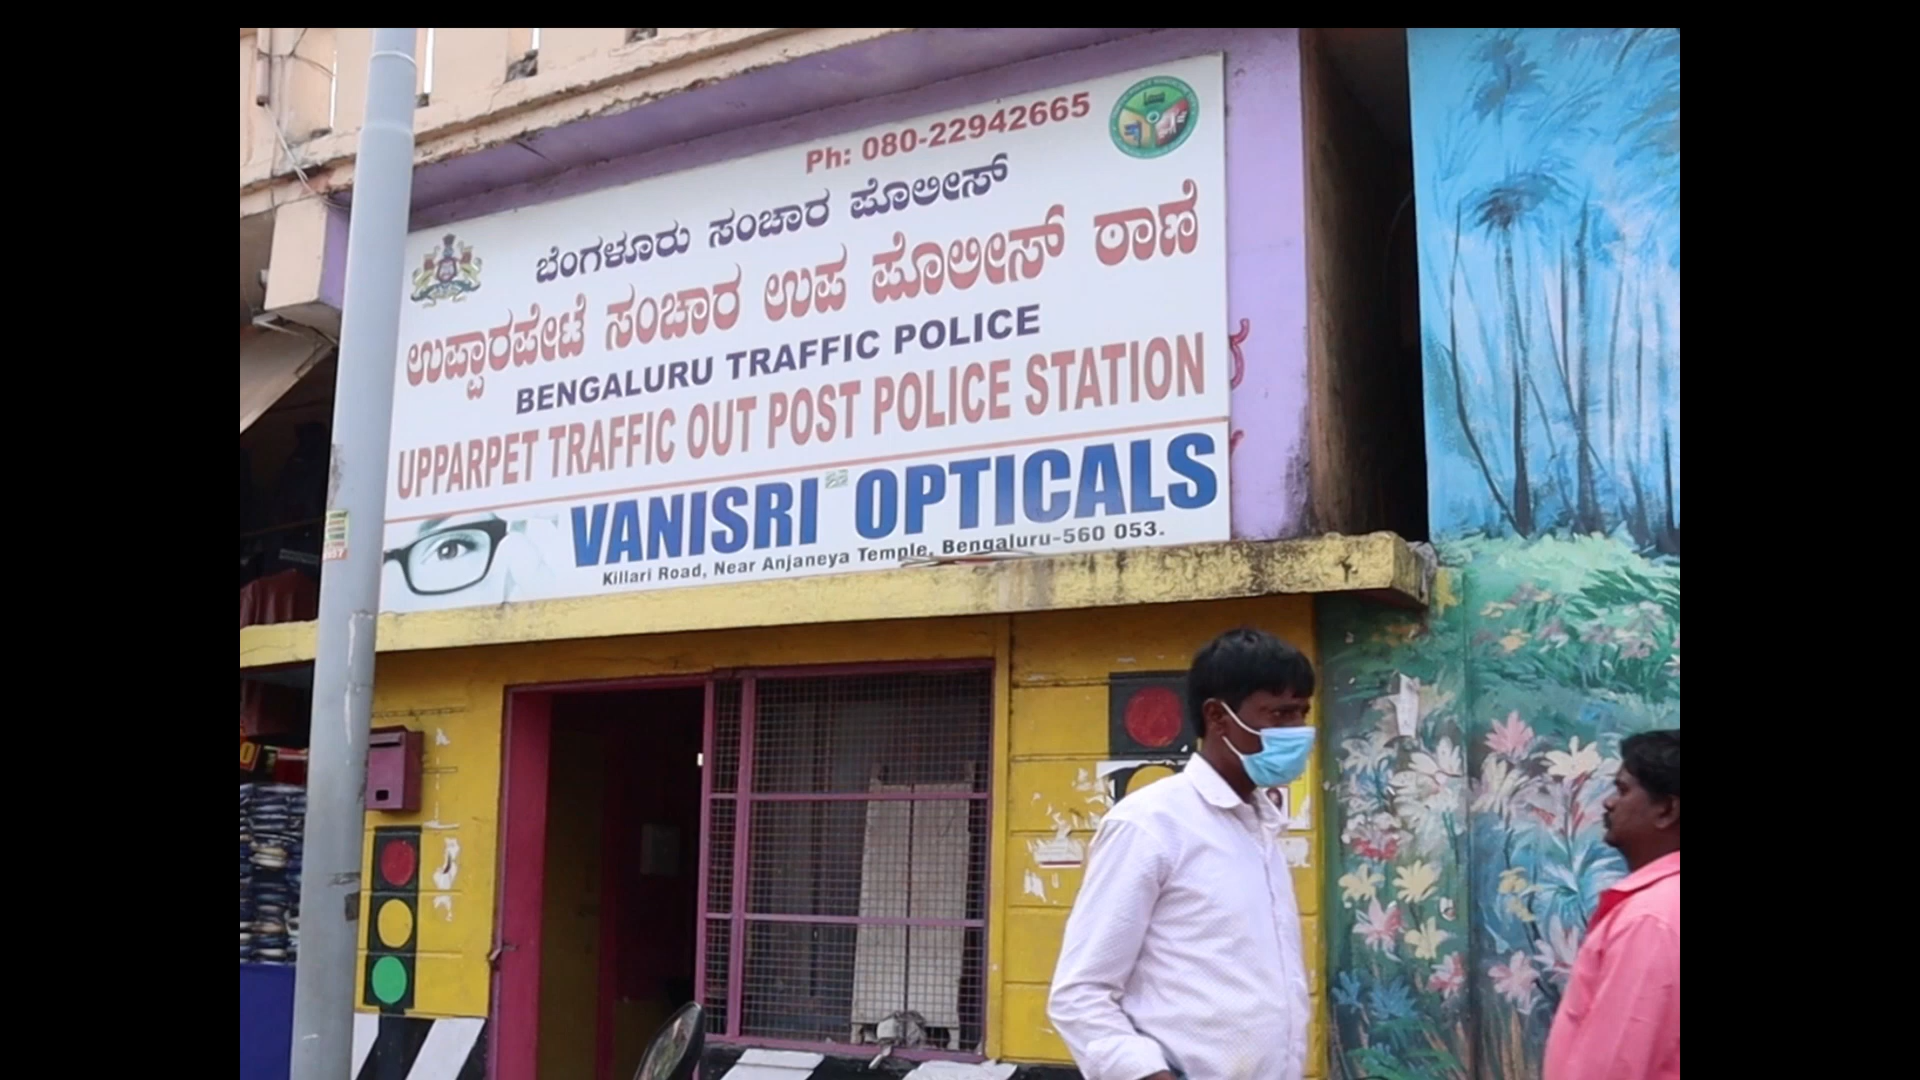 Ph: 080-22942665
ಬೆಂಗಳೂರು ಸಂಚಾರ ಪೊಲೀಸ್
ಉಪ್ಪಾರಪೇಟೆ ಸಂಚಾರ ಉಪ ಪೊಲೀಸ್ ಠಾಣೆ
BENGALURU TRAFFIC POLICE
UPPARPET TRAFFIC OUT POST POLICE STATION
VANISRI OPTICALS
Killari Road, Near Anjaneya Temple, Bengaluru-560 053.